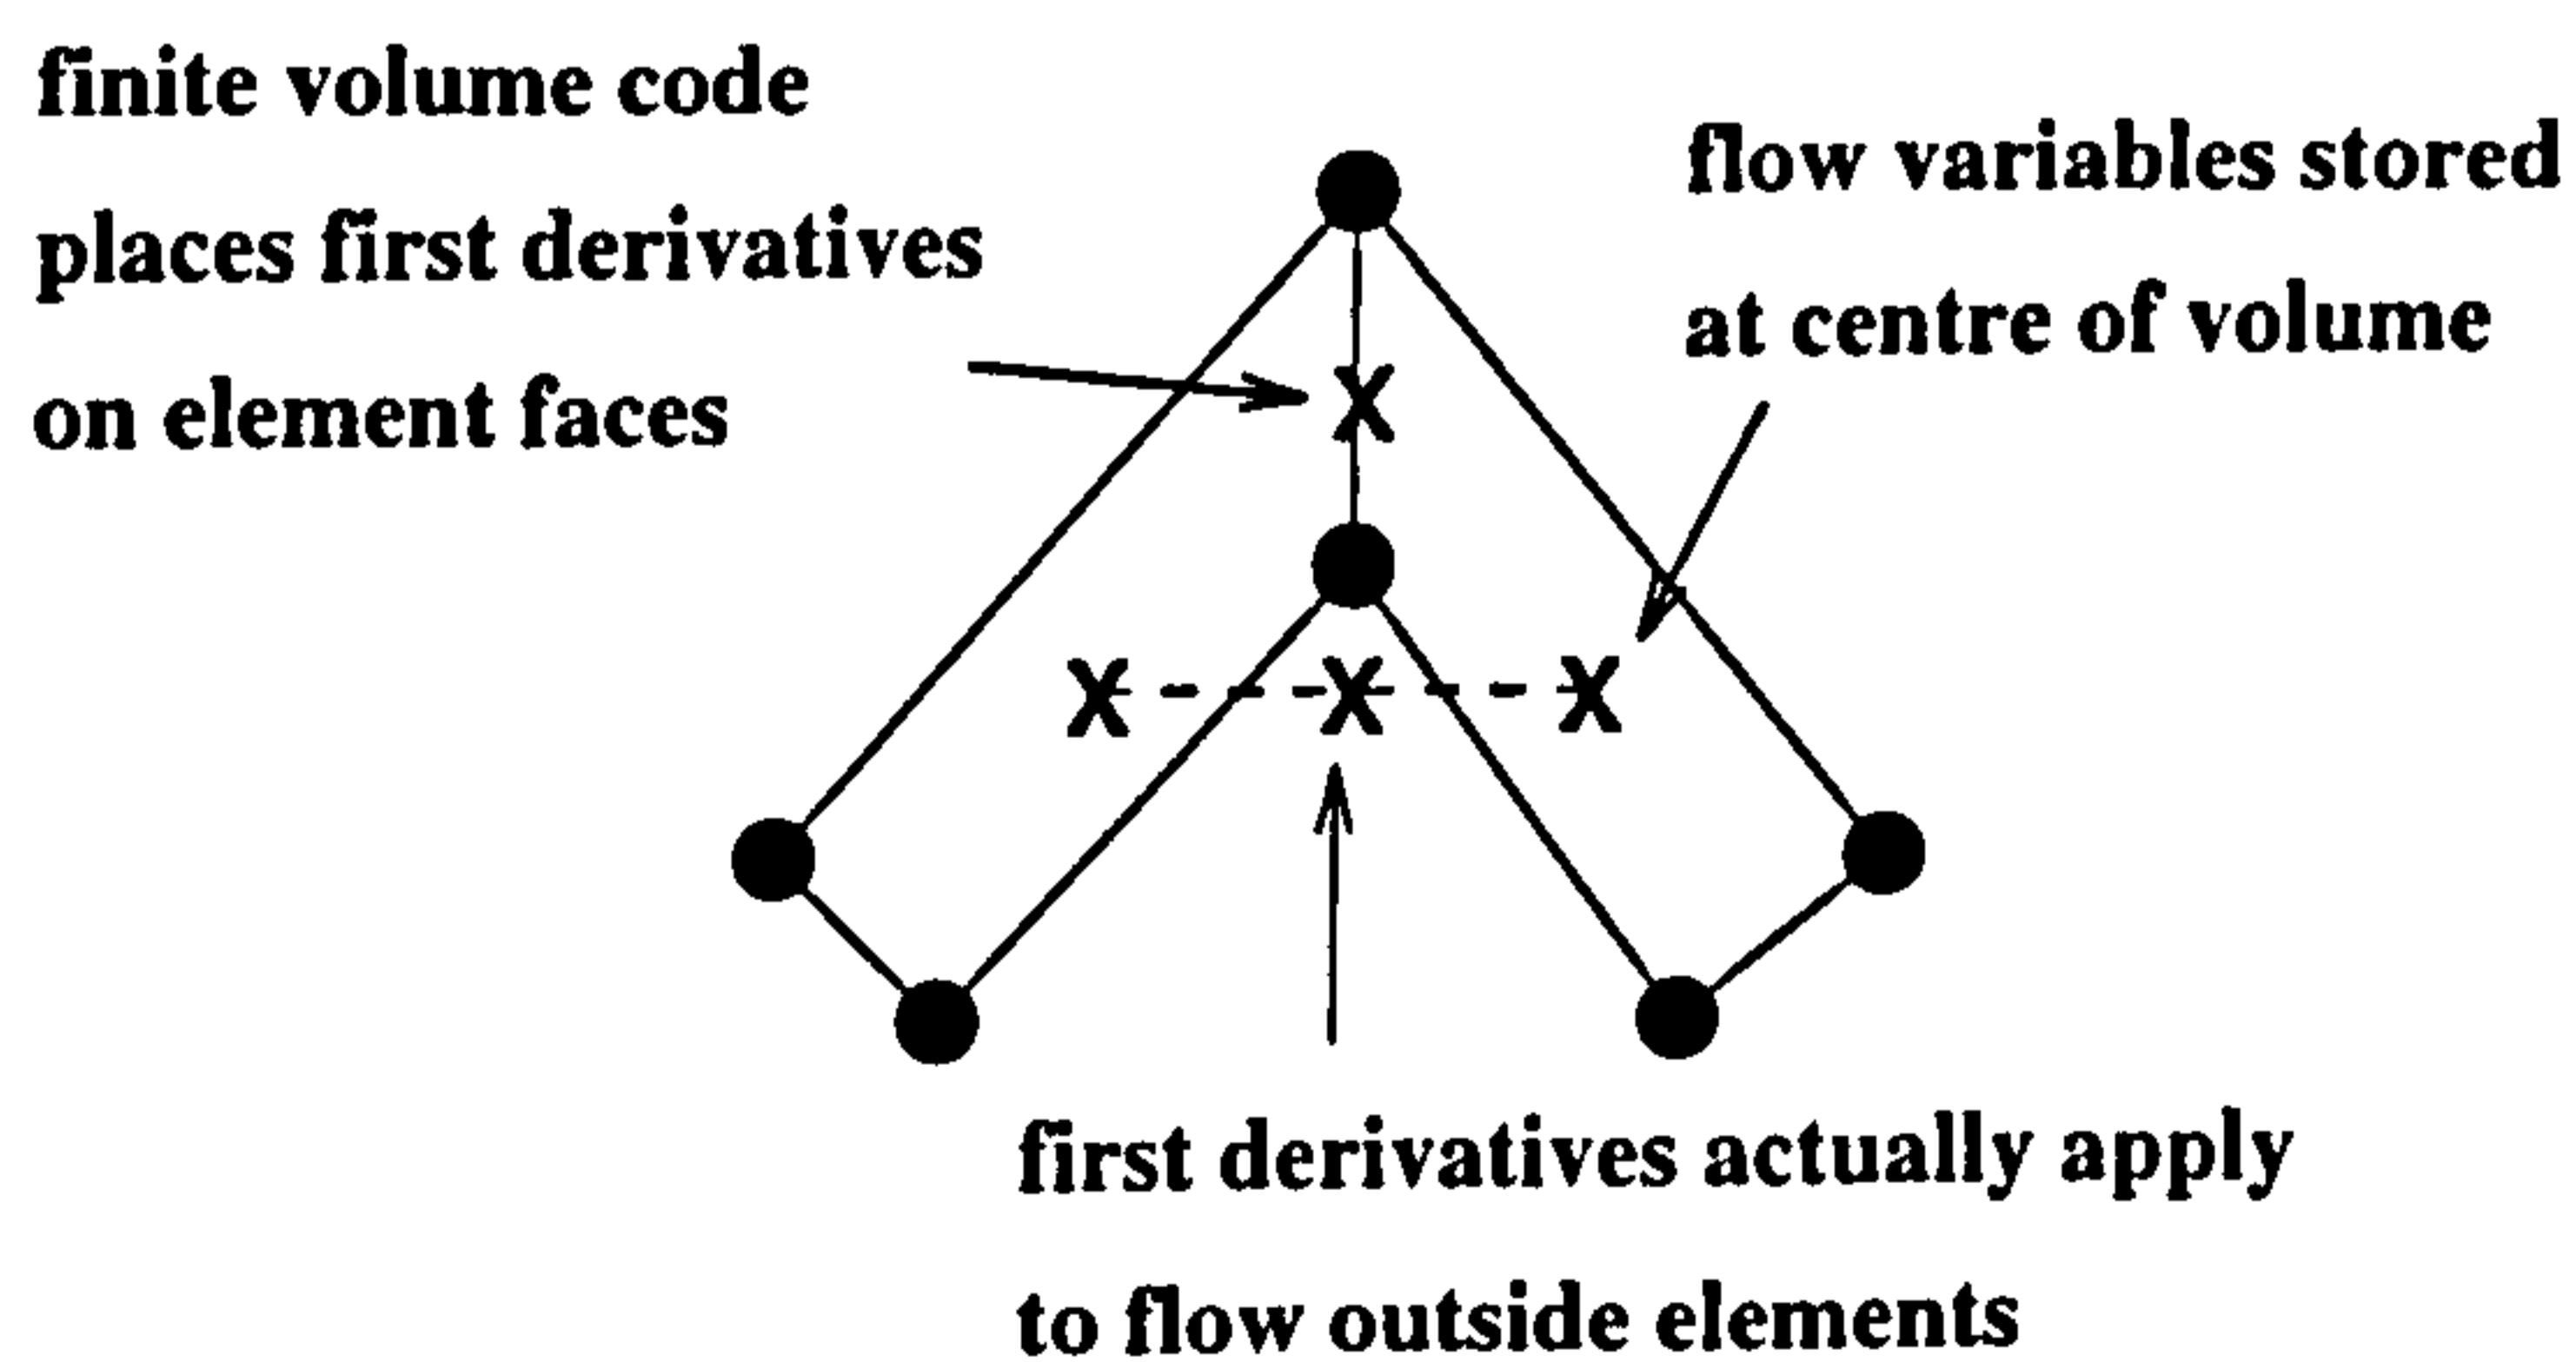 finite volume code
places first derivatives
on element faces
flow variables stored
at centre of volume
X
X
X
X
first derivatives actually apply
to flow outside elements